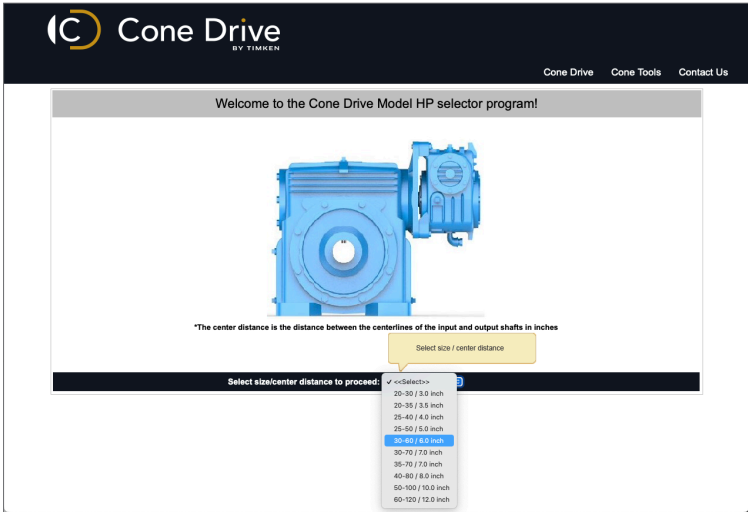 Cone Drive
BY TIMKEN
Cone Drive Cone Tools Contact Us
Welcome to the Cone Drive Model HP selector program!
*The center distance is the distance between the centerlines of the input and output shafts in inches
Select size / center distance
Select size/center distance to proceed:
✓ <<Select>>
20-30 / 3.0 inch
20-35 / 3.5 inch
25-40 / 4.0 inch
25-50 / 5.0 inch
30-60 / 6.0 inch
30-70 / 7.0 inch
35-70 / 7.0 inch
40-80 / 8.0 inch
50-100 / 10.0 inch
60-120 / 12.0 inch